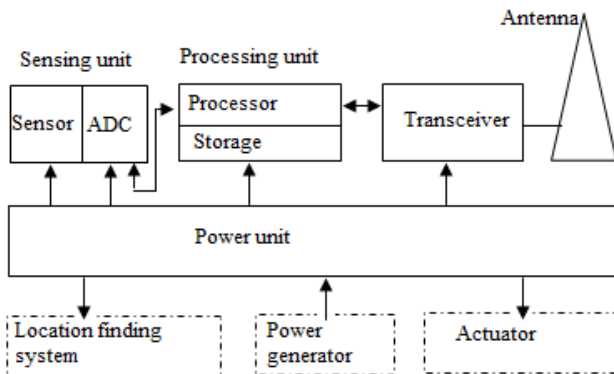 Antenna
Sensing unit
Processing unit
Sensor
ADC
Processor
Storage
Transceiver
Power unit
Location finding
system
Power
generator
Actuator